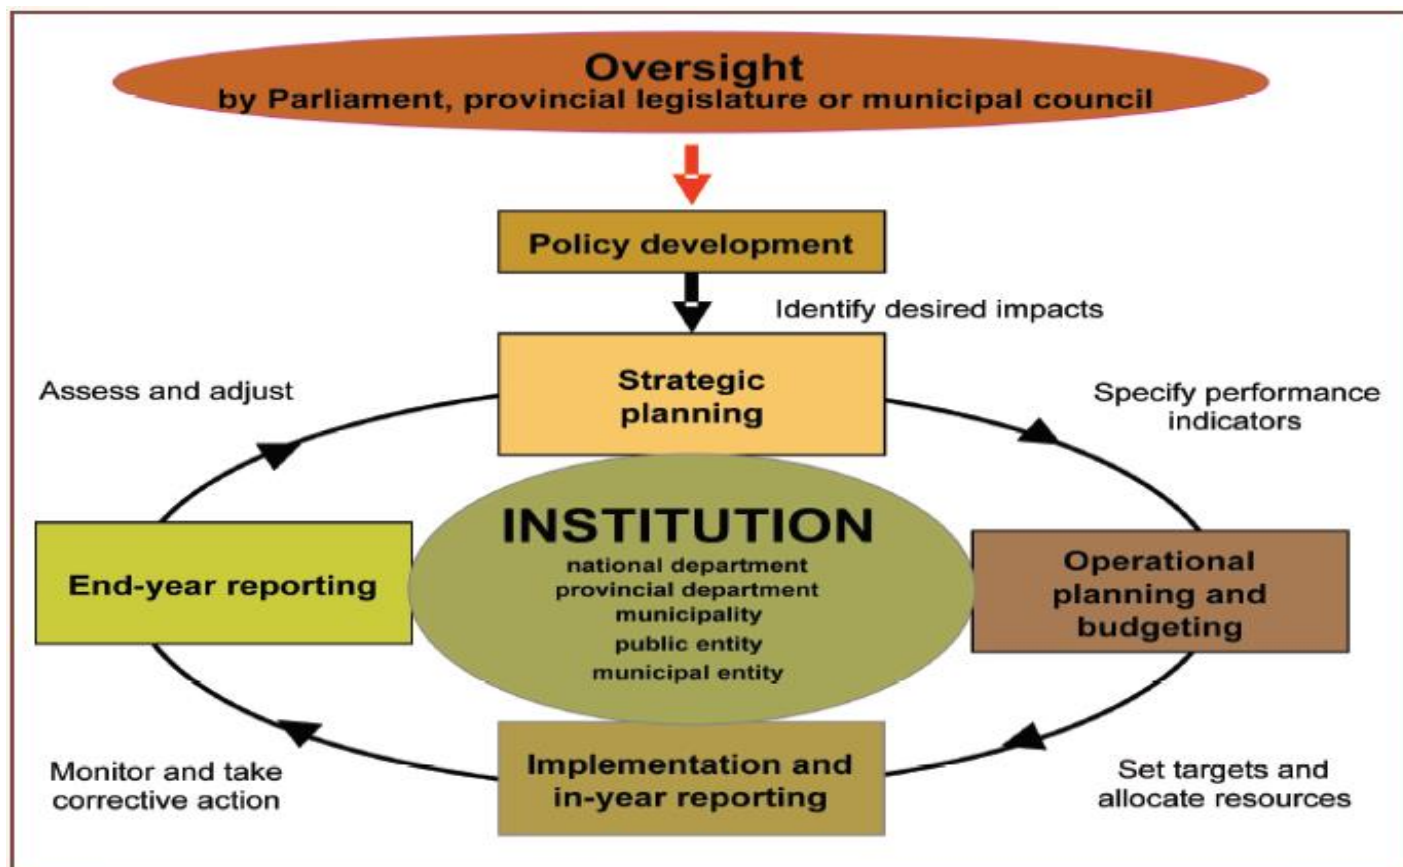 Oversight
by Parliament, provincial legislature or municipal council
Policy development
Identify desired impacts
Strategic
planning
Assess and adjust
Specify performance
indicators
INSTITUTION
national department
provincial department
municipality
public entity
municipal entity
End-year reporting
Operational
planning and
budgeting
Implementation and
in-year reporting
Monitor and take
corrective action
Set targets and
allocate resources